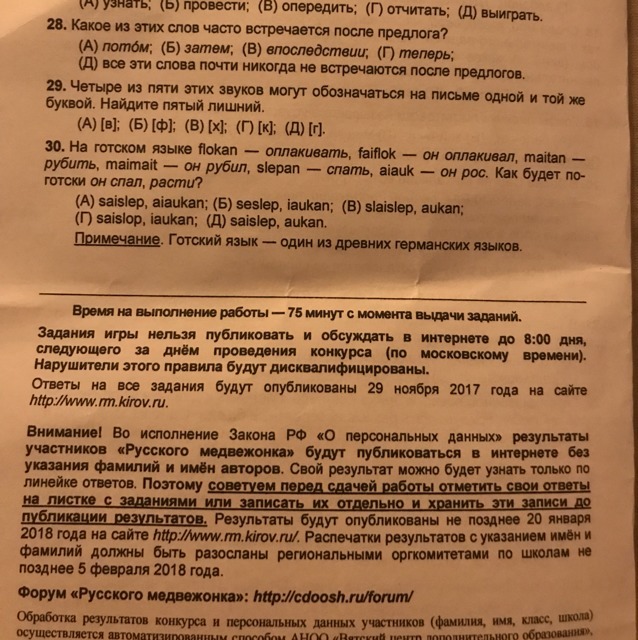 (А) узнать; (Б) провести; (В) опередить; (Г) отчитать; (Д) выиграть.
28. Какое из этих слов часто встречается после предлога?
(А) пото́м; (Б) затем; (В) впоследствии; (Г) теперь;
(Д) все эти слова почти никогда не встречаются после предлогов.
29. Четыре из пяти этих звуков могут обозначаться на письме одной и той же
буквой. Найдите пятый лишний.
(А) [в]; (Б) [ф]; (В) [х]; (Г) [к]; (Д) [г].
30. На готском языке flokan — оплакивать, faiflok — он оплакивал, maitan —
рубить, maimait — он рубил, slepan — спать, aiauk — он рос. Как будет по-
готски он спал, расти?
(А) saislep, aiaukan; (Б) seslep, iaukan; (В) slaislep, aukan;
(Г) saislop, iaukan; (Д) saislep, aukan.
Примечание. Готский язык — один из древних германских языков.
Время на выполнение работы — 75 минут с момента выдачи заданий.
Задания игры нельзя публиковать и обсуждать в интернете до 8:00 дня,
следующего за днём проведения конкурса (по московскому времени).
Нарушители этого правила будут дисквалифицированы.
Ответы на все задания будут опубликованы 29 ноября 2017 года на сайте
http://www.rm.kirov.ru.
Внимание! Во исполнение Закона РФ «О персональных данных» результаты
участников «Русского медвежонка» будут публиковаться в интернете без
указания фамилий и имён авторов. Свой результат можно будет узнать только по
линейке ответов. Поэтому советуем перед сдачей работы отметить свои ответы
на листке с заданиями или записать их отдельно и хранить эти записи до
публикации результатов. Результаты будут опубликованы не позднее 20 января
2018 года на сайте http://www.rm.kirov.ru/. Распечатки результатов с указанием имён и
фамилий должны быть разосланы региональными оргкомитетами по школам не
позднее 5 февраля 2018 года.
Форум «Русского медвежонка»: http://cdoosh.ru/forum/
Обработка результатов конкурса и персональных данных участников (фамилия, имя, класс, школа)
осуществляется автоматизированным способом АНОО «Вятский центр дополнительного образования».